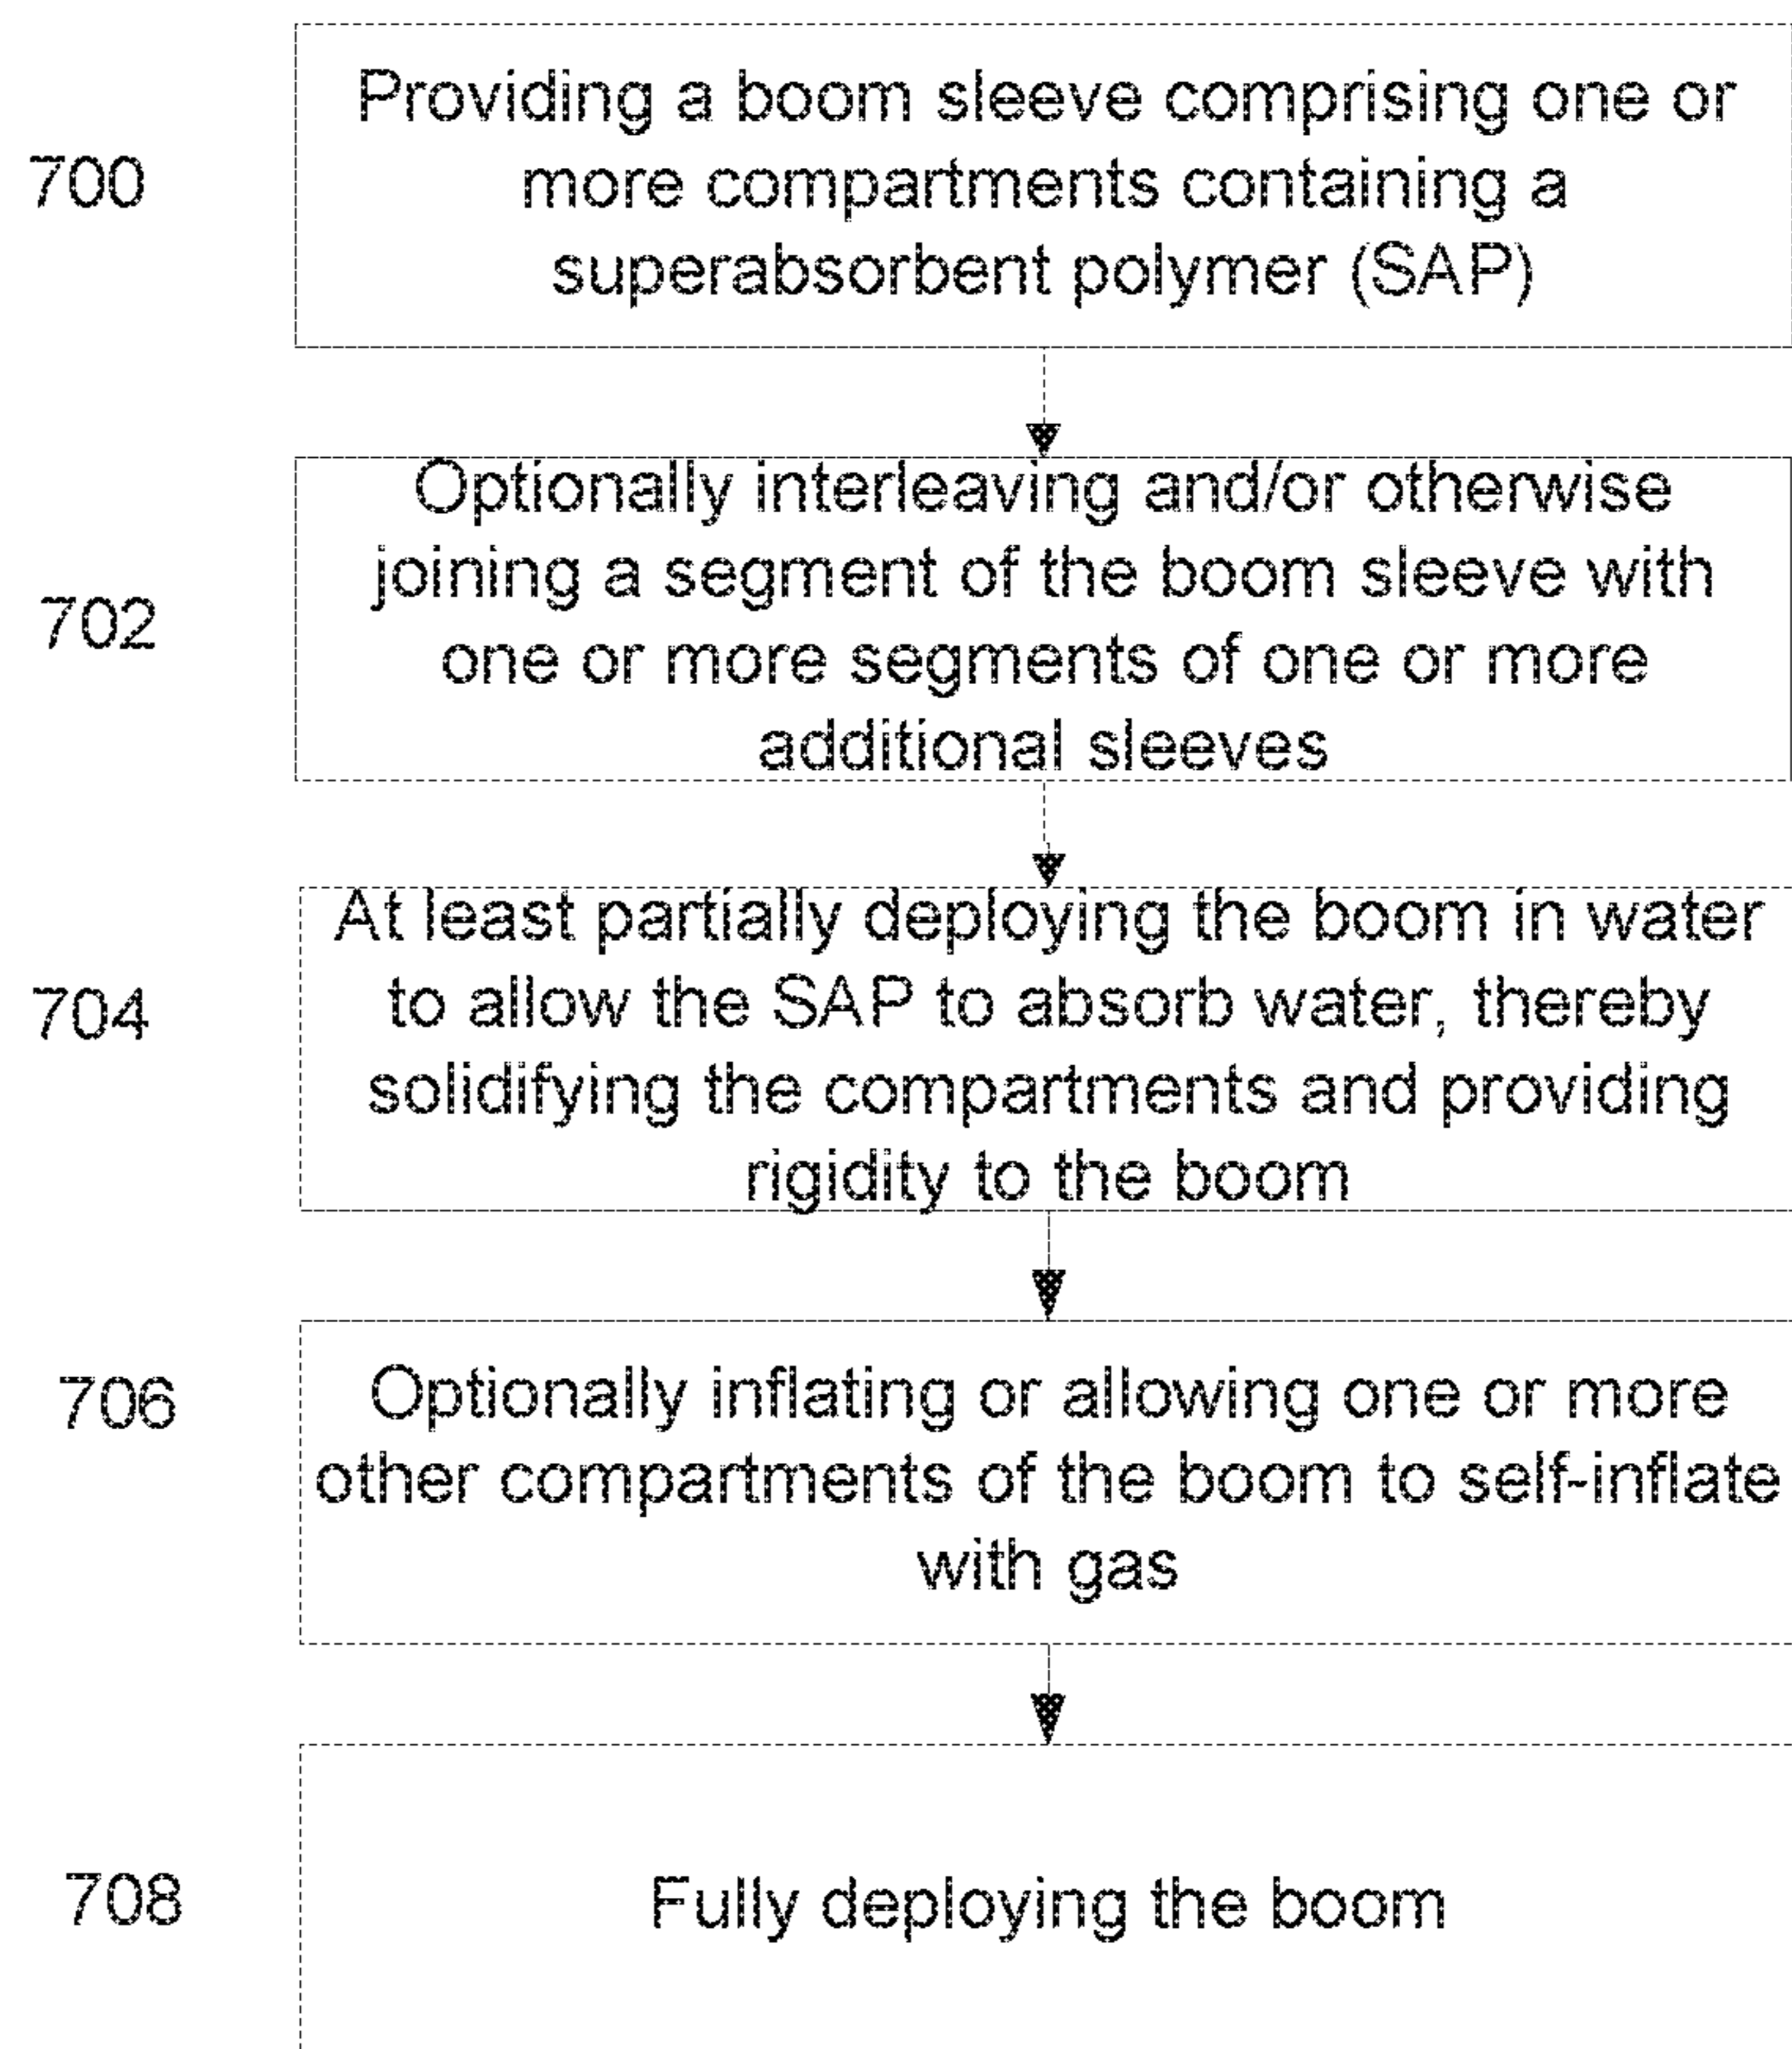 700
Providing a boom sleeve comprising one or
more compartments containing a
superabsorbent polymer (SAP)
702
Optionally interleaving and/or otherwise
joining a segment of the boom sleeve with
one or more segments of one or more
additional sleeves
704
At least partially deploying the boom in water
to allow the SAP to absorb water, thereby
solidifying the compartments and providing
rigidity to the boom
706
Optionally inflating or allowing one or more
other compartments of the boom to self-inflate
with gas
708
Fully deploying the boom